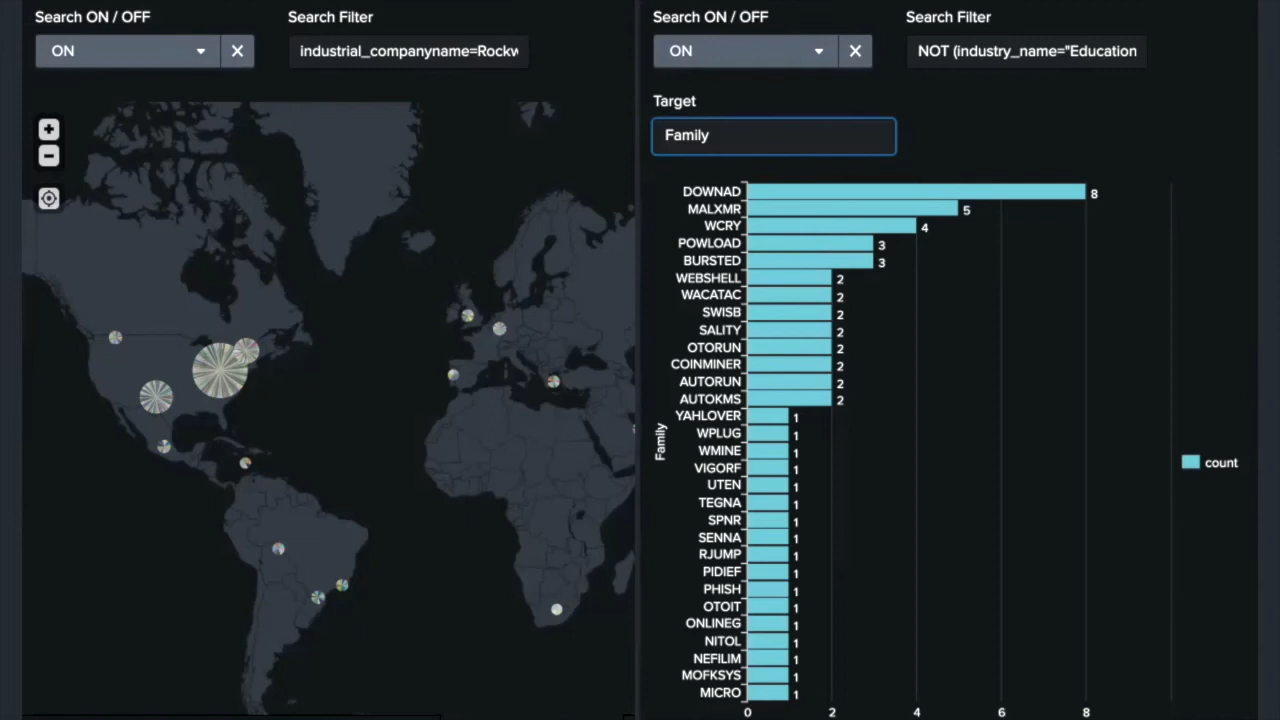 Search ON / OFF
Search Filter
ON
industrial_companyname=Rockw
Search ON / OFF
Search Filter
ON
NOT (industry_name="Education
Target
Family
DOWNAD 8
MALXMR 5
WCRY 4
POWLOAD 3
BURSTED 3
WEBSHELL 2
WACATAC 2
SWISB 2
SALITY 2
OTORUN 2
COINMINER 2
AUTORUN 2
AUTOKMS 2
YAHLOVER 1
WPLUG 1
WMINE 1
VIGORF 1
UTEN 1
TEGNA 1
SPNR 1
SENNA 1
RJUMP 1
PIDIEF 1
PHISH 1
OTOIT 1
ONLINEG 1
NITOL 1
NEFILIM 1
MOFKSYS 1
MICRO 1
Family
0 2 4 6 8
count